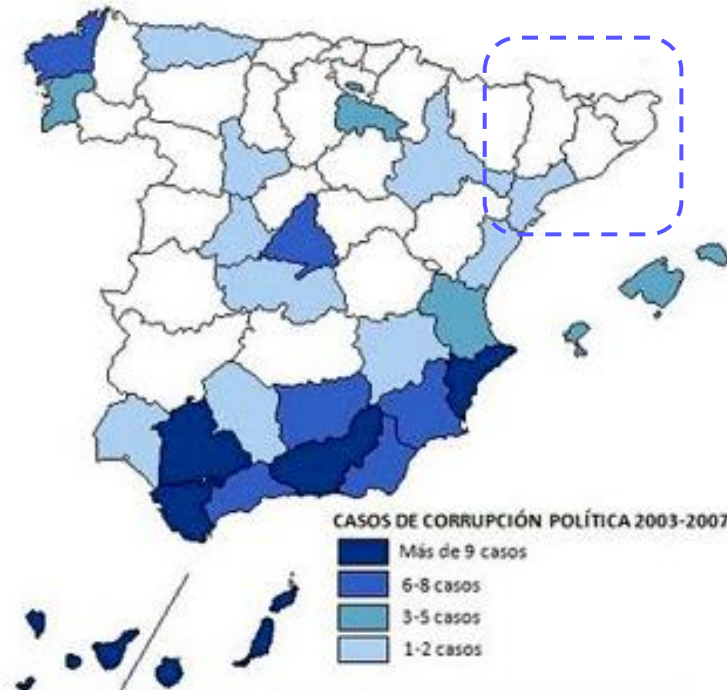 CASOS DE CORRUPCIÓN POLÍTICA 2003-2007
Más de 9 casos
6-8 casos
3-5 casos
1-2 casos